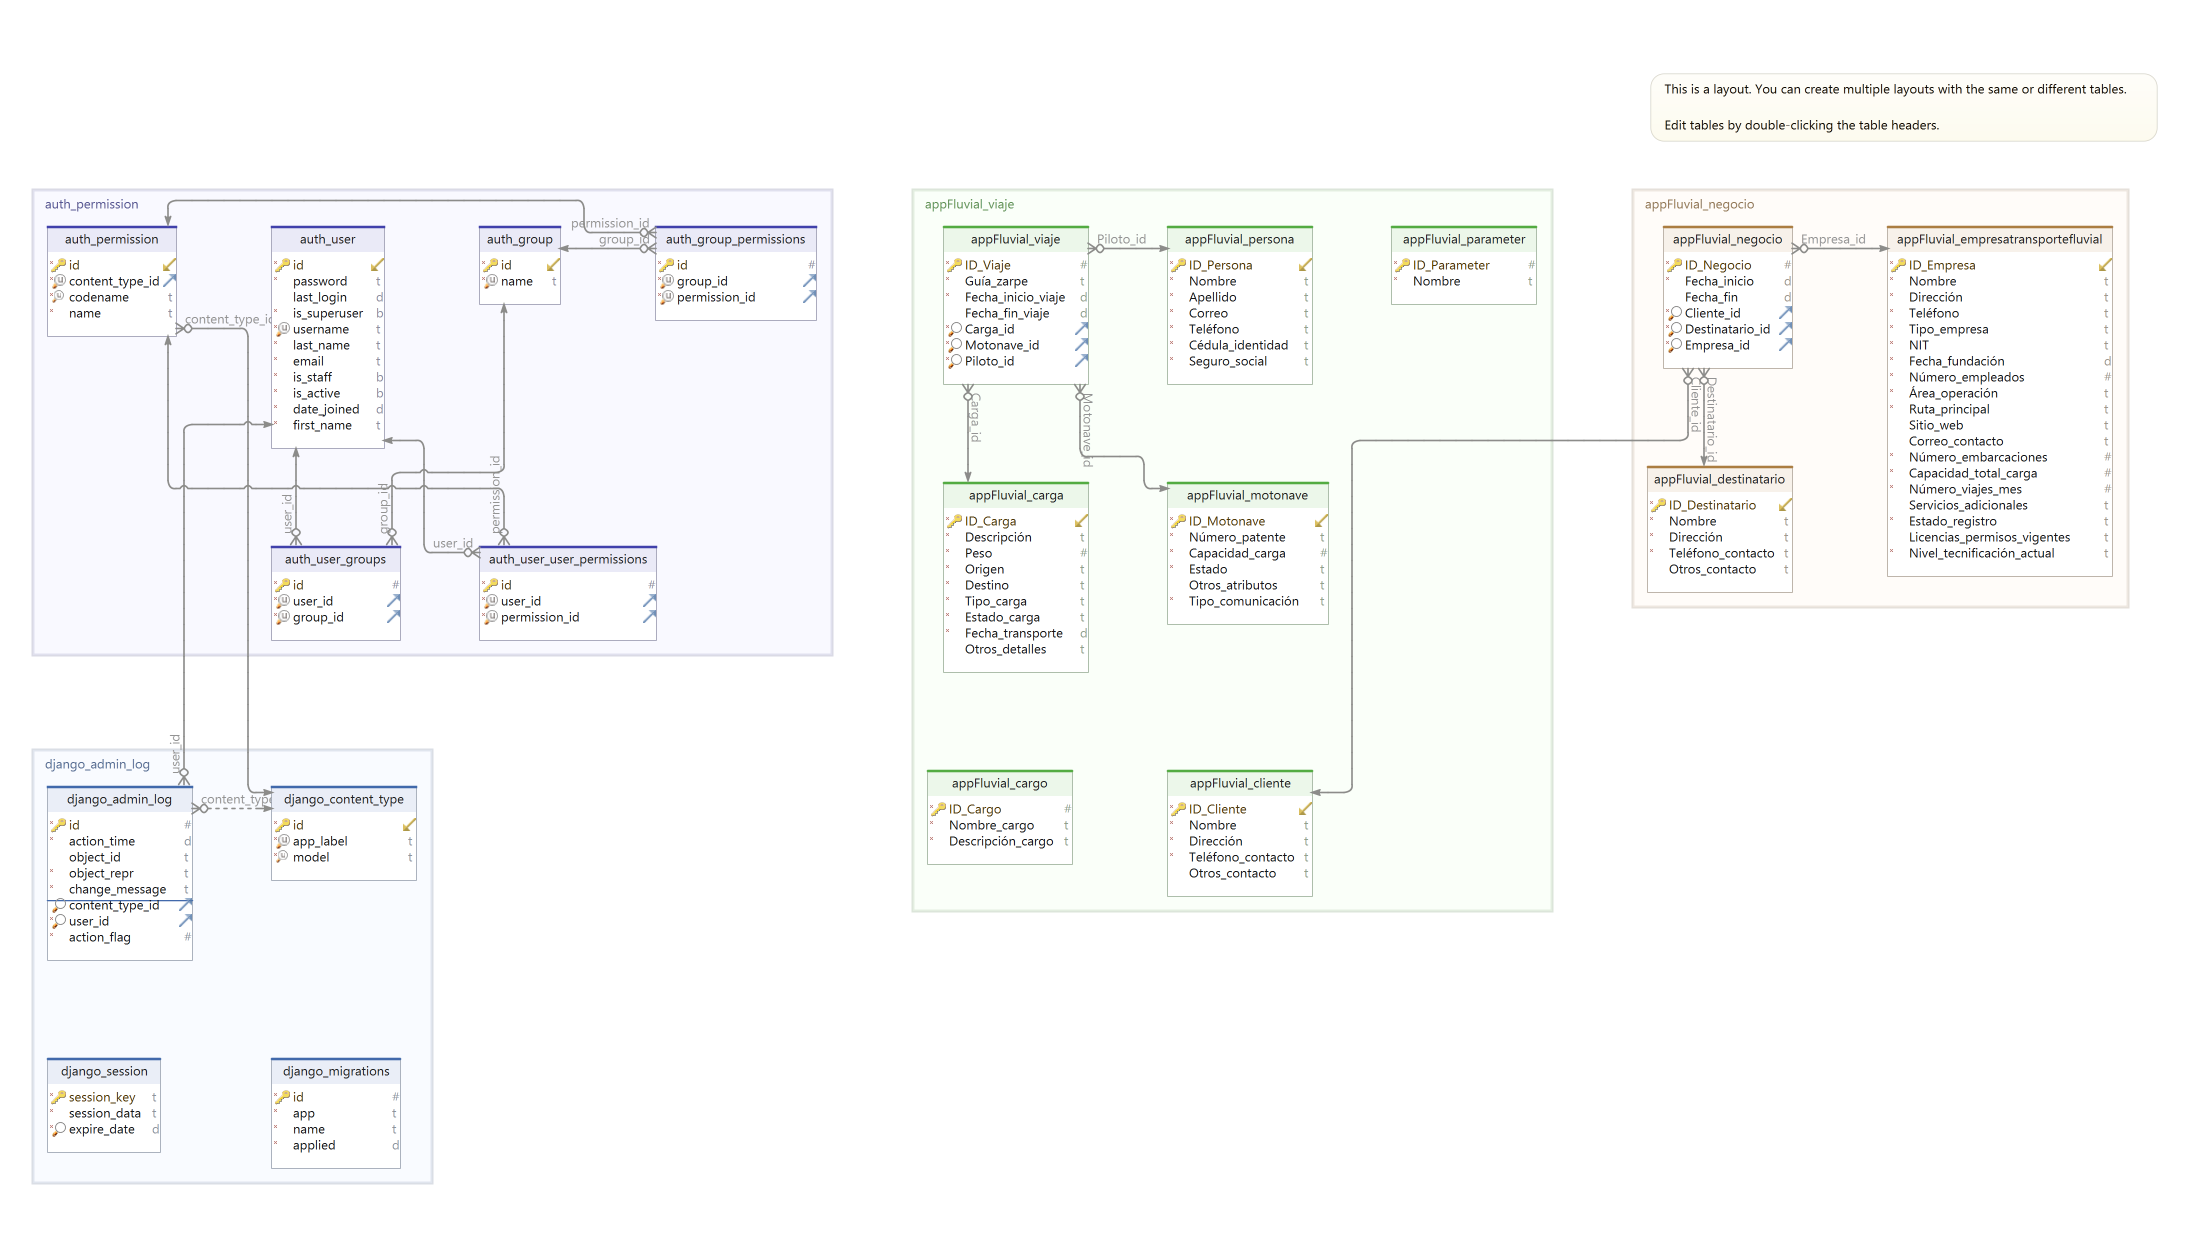 This is a layout. You can create multiple layouts with the same or different tables.
Edit tables by double-clicking the table headers.
auth_permission
auth_permission
id
content_type_id
codename t
name t
content_type_id
auth_user
id
password t
last_login d
is_superuser b
username t
last_name t
email t
is_staff b
is_active b
date_joined d
first_name t
auth_group
id
name t
permission_id
group_id
auth_group_permissions
id #
group_id
permission_id
user_id
group_id
permission_id
user_id
auth_user_groups
id #
user_id
group_id
auth_user_user_permissions
id #
user_id
permission_id
django_admin_log
user_id
django_admin_log
id #
action_time d
object_id t
object_repr t
change_message t
content_type_id
user_id
action_flag #
content_type
django_content_type
id
app_label t
model t
django_session
session_key t
session_data t
expire_date d
django_migrations
id #
app t
name t
applied d
appFluvial_viaje
appFluvial_viaje
ID_Viaje #
Guía_zarpe t
Fecha_inicio_viaje d
Fecha_fin_viaje d
Carga_id
Motonave_id
Piloto_id
Piloto_id
appFluvial_persona
ID_Persona
Nombre t
Apellido t
Correo t
Teléfono t
Cédula_identidad t
Seguro_social t
appFluvial_parameter
ID_Parameter #
Nombre t
Carga_id
Motonave_id
appFluvial_carga
ID_Carga
Descripción t
Peso #
Origen t
Destino t
Tipo_carga t
Estado_carga t
Fecha_transporte d
Otros_detalles t
appFluvial_motonave
ID_Motonave
Número_patente t
Capacidad_carga #
Estado t
Otros_atributos t
Tipo_comunicación t
appFluvial_cargo
ID_Cargo #
Nombre_cargo t
Descripción_cargo t
appFluvial_cliente
ID_Cliente
Nombre t
Dirección t
Teléfono_contacto t
Otros_contacto t
appFluvial_negocio
appFluvial_negocio
ID_Negocio #
Fecha_inicio d
Fecha_fin d
Cliente_id
Destinatario_id
Empresa_id
Empresa_id
Cliente_id
Destinatario_id
appFluvial_destinatario
ID_Destinatario
Nombre t
Dirección t
Teléfono_contacto t
Otros_contacto t
appFluvial_empresatransportefluvial
ID_Empresa
Nombre t
Dirección t
Teléfono t
Tipo_empresa t
NIT t
Fecha_fundación d
Número_empleados #
Área_operación t
Ruta_principal t
Sitio_web t
Correo_contacto t
Número_embarcaciones #
Capacidad_total_carga #
Número_viajes_mes #
Servicios_adicionales t
Estado_registro t
Licencias_permisos_vigentes t
Nivel_tecnificación_actual t